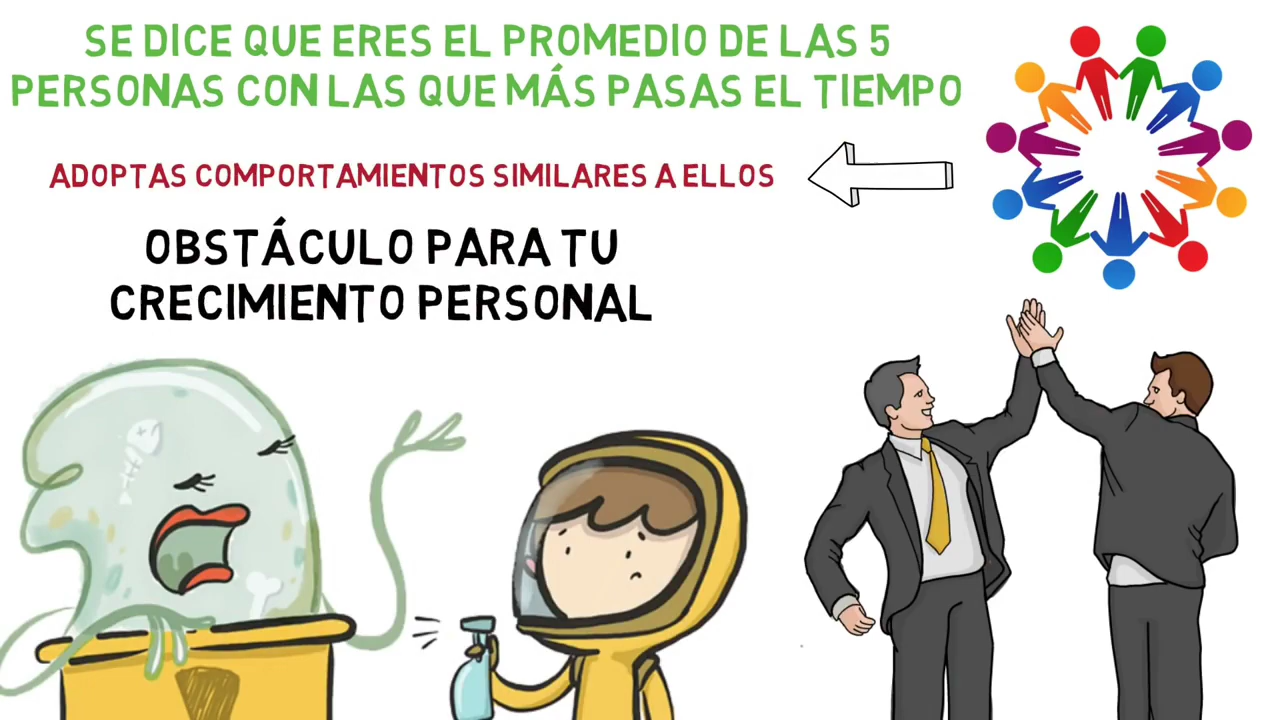 SE DICE QUE ERES EL PROMEDIO DE LAS 5
PERSONAS CON LAS QUE MÁS PASAS EL TIEMPO
ADOPTAS COMPORTAMIENTOS SIMILARES A ELLOS
OBSTÁCULO PARA TU
CRECIMIENTO PERSONAL